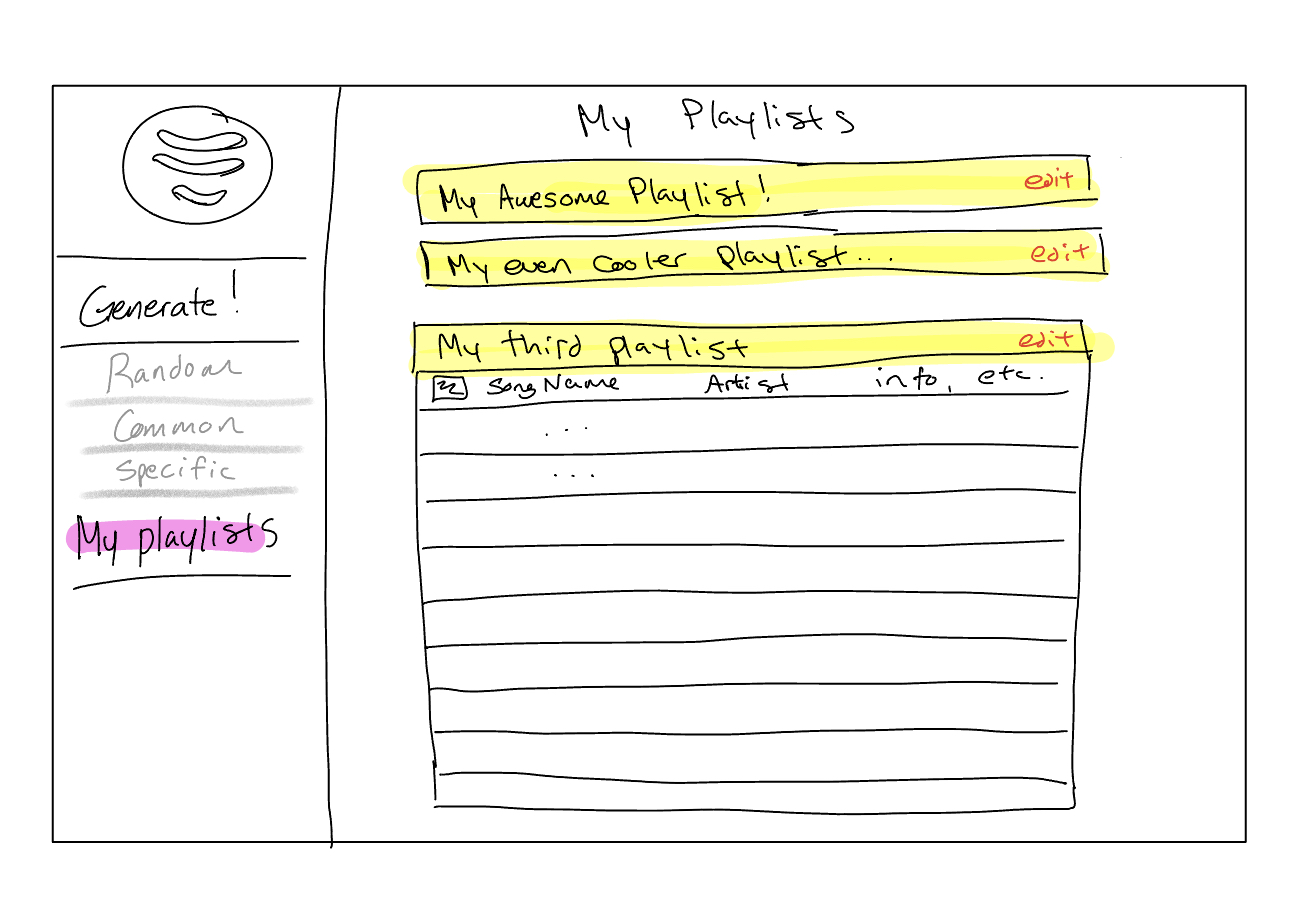 Generate!
Random
Common
Specific
My playlists
My Playlists
My Awesome Playlist! edit
My even cooler playlist... edit
My third playlist edit
Song Name Artist info, etc.
...
...